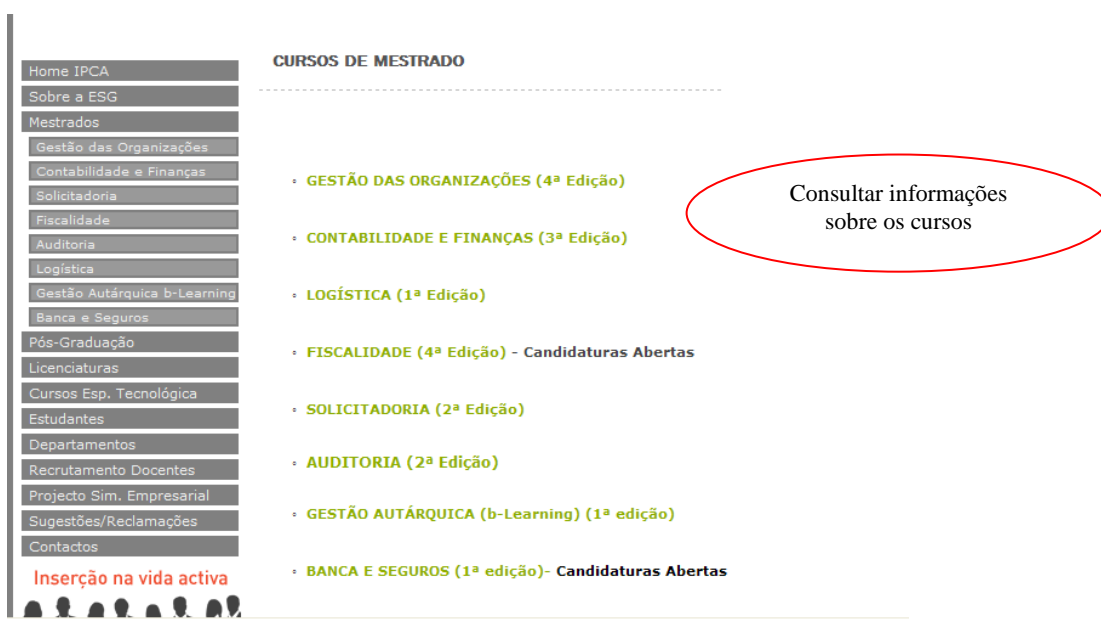 Home IPCA
Sobre a ESG
Mestrados
Gestão das Organizações
Contabilidade e Finanças
Solicitadoria
Fiscalidade
Auditoria
Logística
Gestão Autárquica b-Learning
Banca e Seguros
Pós-Graduação
Licenciaturas
Cursos Esp. Tecnológica
Estudantes
Departamentos
Recrutamento Docentes
Projecto Sim. Empresarial
Sugestões/Reclamações
Contactos
Inserção na vida activa
CURSOS DE MESTRADO
GESTÃO DAS ORGANIZAÇÕES (4ª Edição)
CONTABILIDADE E FINANÇAS (3ª Edição)
LOGÍSTICA (1ª Edição)
FISCALIDADE (4ª Edição) - Candidaturas Abertas
SOLICITADORIA (2ª Edição)
AUDITORIA (2ª Edição)
GESTÃO AUTÁRQUICA (b-Learning) (1ª edição)
BANCA E SEGUROS (1ª edição)- Candidaturas Abertas
Consultar informações
sobre os cursos